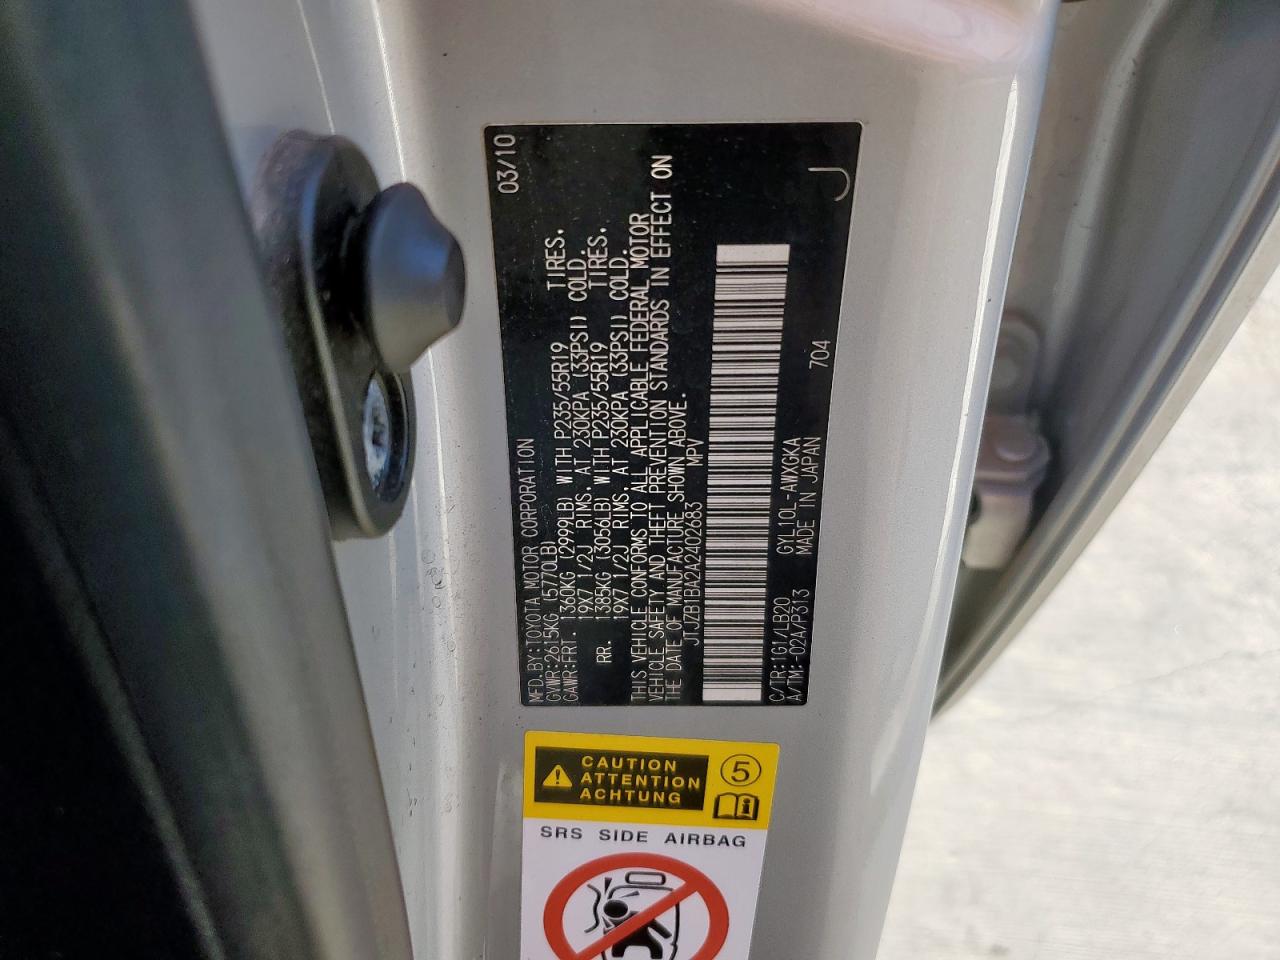 MFD.BY:TOYOTA MOTOR CORPORATION 03/10
GVWR:2615KG (5770LB)
GAWR:FRT. 1360KG (2999LB) WITH P235/55R19 TIRES.
19X7 1/2J RIMS. AT 230KPA (33PSI) COLD.
RR. 1385KG (3056LB) WITH P235/55R19 TIRES.
19X7 1/2J RIMS. AT 230KPA (33PSI) COLD.
THIS VEHICLE CONFORMS TO ALL APPLICABLE FEDERAL MOTOR
VEHICLE SAFETY AND THEFT PREVENTION STANDARDS IN EFFECT ON
THE DATE OF MANUFACTURE SHOWN ABOVE.
JTJZB1BA2A2402683 MPV
C/TR:1G1/LB20 GYL10L-AWXGKA 704
A/TM:-02A/P313 MADE IN JAPAN J
CAUTION
ATTENTION
ACHTUNG
5
SRS SIDE AIRBAG